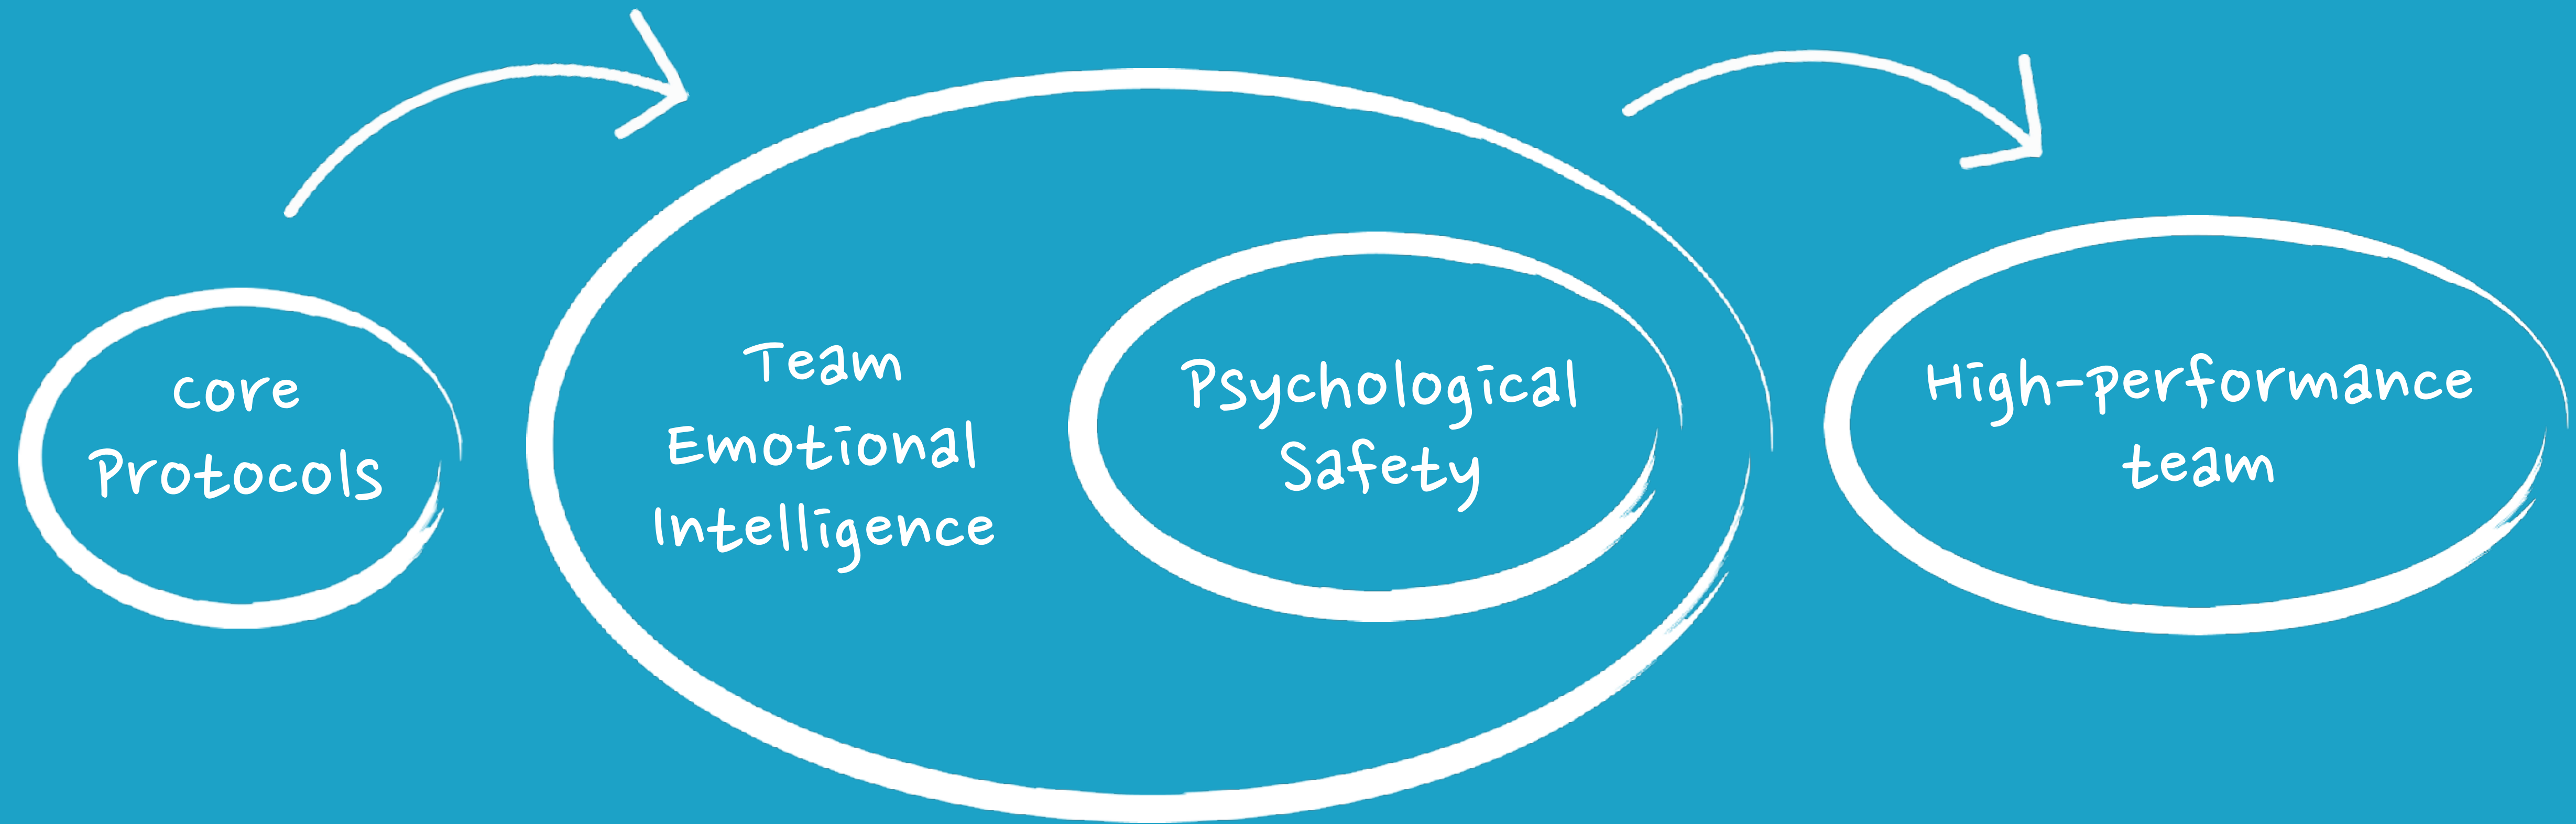 Core
Protocols
Team
Emotional
Intelligence
Psychological
Safety
High-performance
team